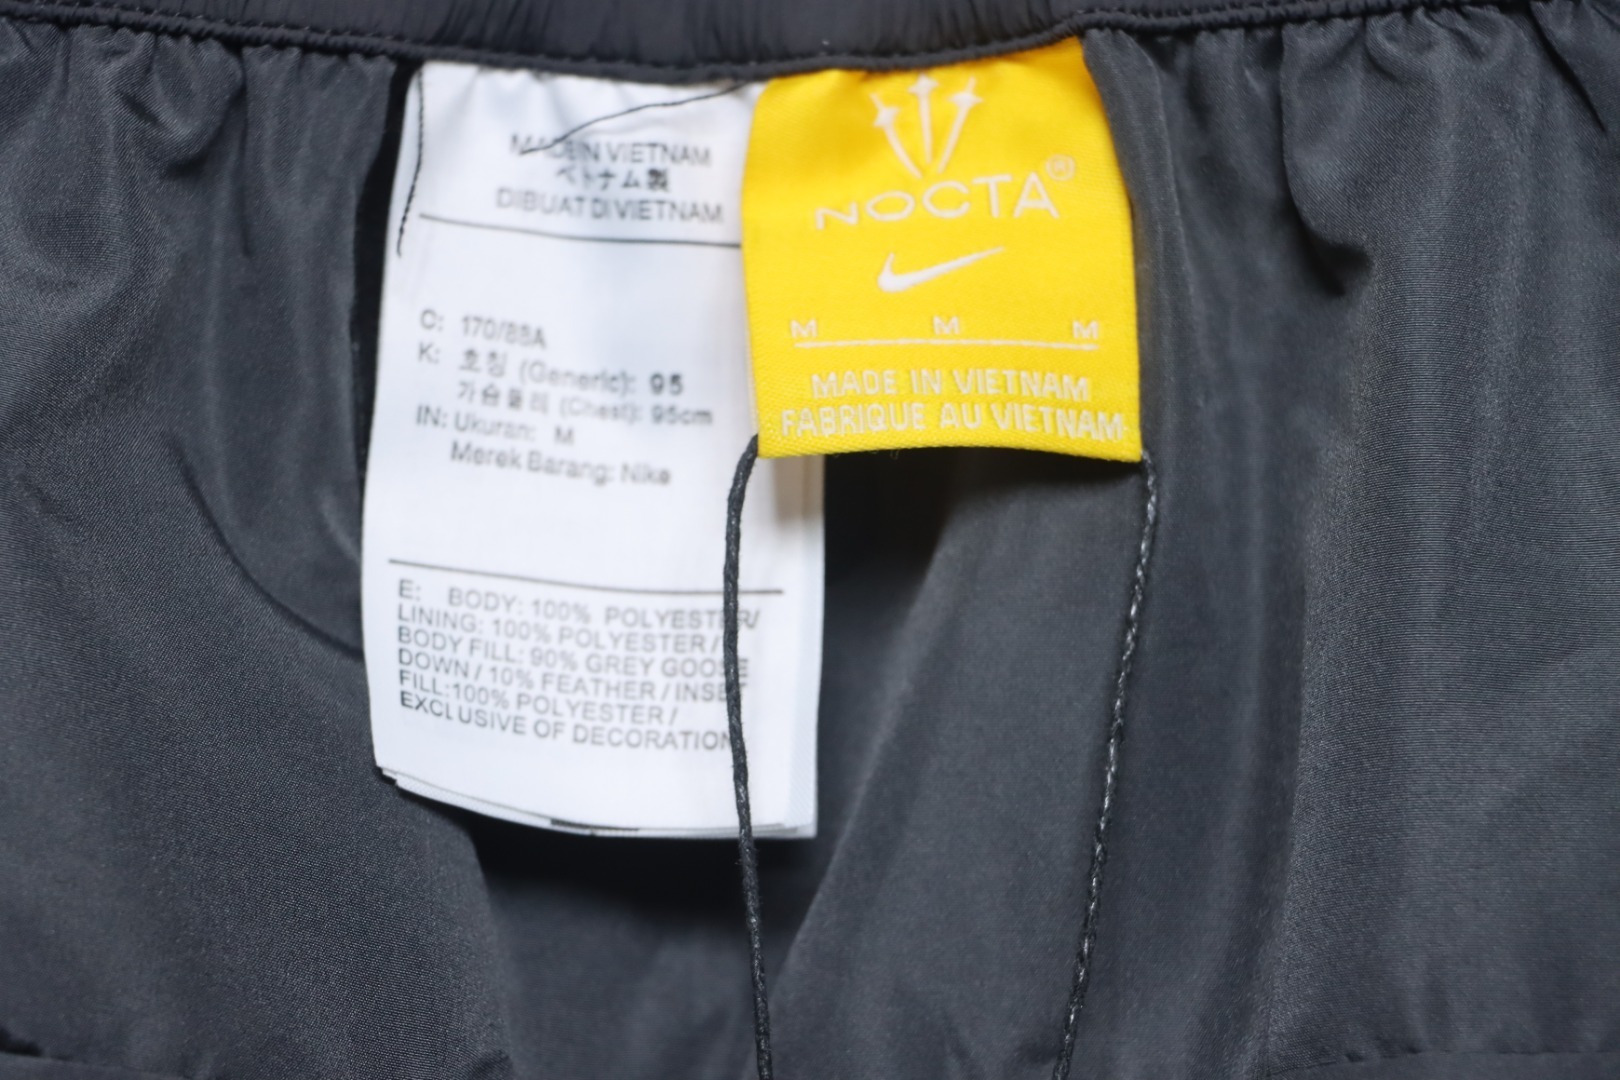 MADE IN VIETNAM
ベトナム製
DIBUAT DI VIETNAM
C: 170/88A
K: 호칭 (Generic): 95
가슴둘레 (Chest): 95cm
IN: Ukuran: M
Merek Barang: Nike
E: BODY: 100% POLYESTER/
LINING: 100% POLYESTER /
BODY FILL: 90% GREY GOOSE
DOWN / 10% FEATHER / INSET
FILL:100% POLYESTER /
EXCLUSIVE OF DECORATION
NOCTA®
M M M
MADE IN VIETNAM
FABRIQUE AU VIETNAM